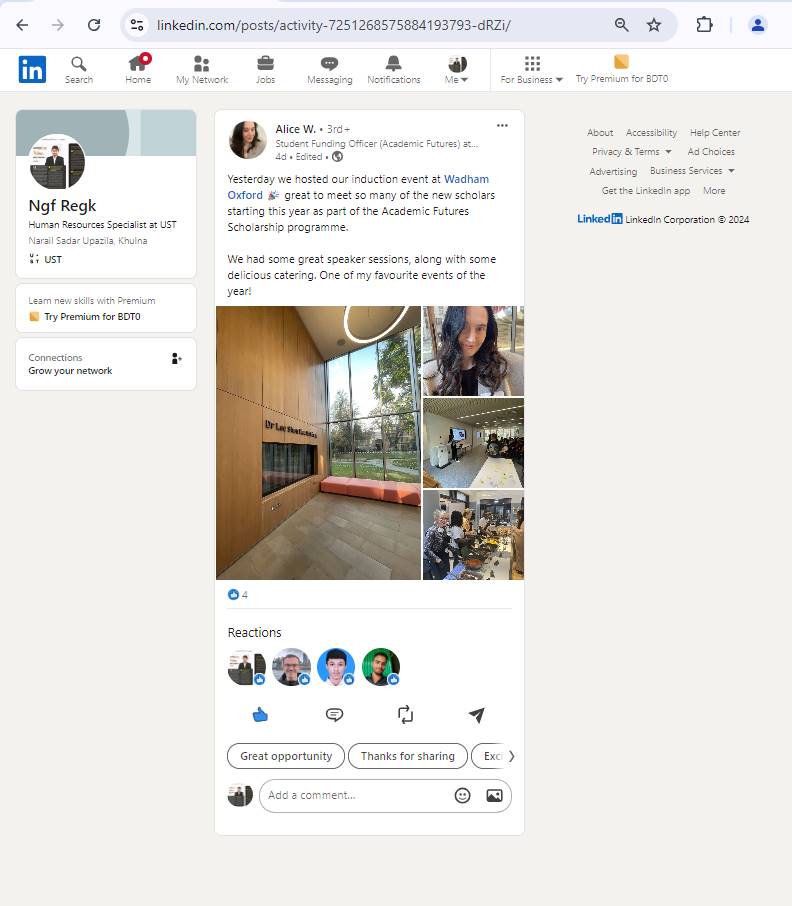 linkedin.com/posts/activity-7251268575884193793-dRZi/
in
Search
Home
My Network
Jobs
Messaging
Notifications
Me
For Business
Try Premium for BDT0
Ngf Regk
Human Resources Specialist at UST
Narail Sadar Upazila, Khulna
UST
Learn new skills with Premium
Try Premium for BDT0
Connections
Grow your network
Alice W. • 3rd+
Student Funding Officer (Academic Futures) at...
4d • Edited •
Yesterday we hosted our induction event at Wadham
Oxford 🎉 great to meet so many of the new scholars
starting this year as part of the Academic Futures
Scholarship programme.
We had some great speaker sessions, along with some
delicious catering. One of my favourite events of the
year!
Dr Lee
4
Reactions
Great opportunity
Thanks for sharing
Exci
Add a comment...
About Accessibility Help Center
Privacy & Terms Ad Choices
Advertising Business Services
Get the LinkedIn app More
LinkedIn LinkedIn Corporation © 2024